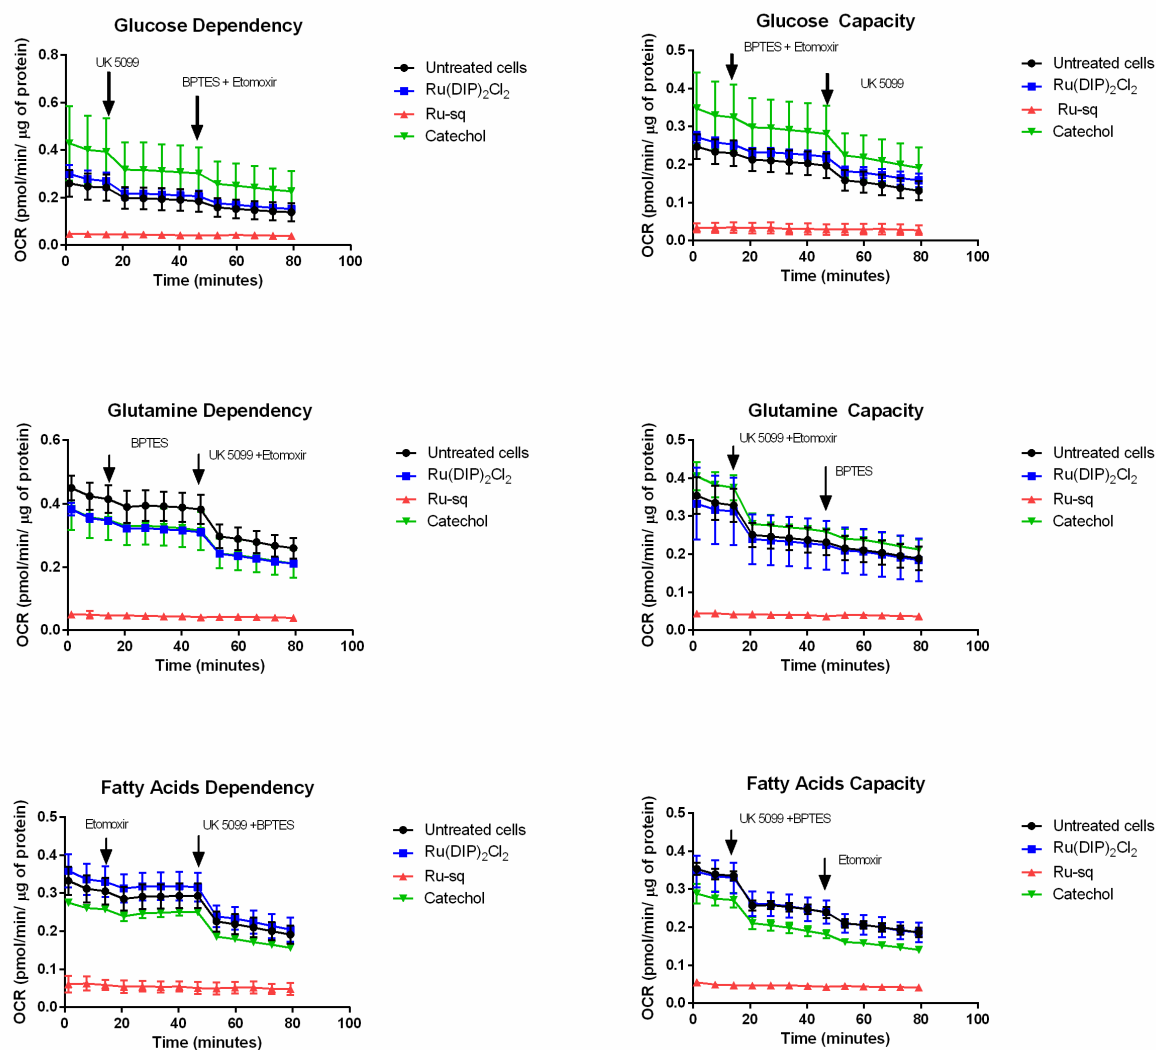 Glucose Dependency
UK 5099
BPTES + Etomoxir
OCR (pmol/min/ µg of protein)
0.8
0.6
0.4
0.2
0.0
0 20 40 60 80 100
Time (minutes)
Untreated cells
Ru(DIP)2Cl2
Ru-sq
Catechol
Glucose Capacity
BPTES + Etomoxir
UK 5099
OCR (pmol/min/ µg of protein)
0.5
0.4
0.3
0.2
0.1
0.0
0 20 40 60 80 100
Time (minutes)
Untreated cells
Ru(DIP)2Cl2
Ru-sq
Catechol
Glutamine Dependency
BPTES
UK 5099 +Etomoxir
OCR (pmol/min/ µg of protein)
0.6
0.4
0.2
0.0
0 20 40 60 80 100
Time (minutes)
Untreated cells
Ru(DIP)2Cl2
Ru-sq
Catechol
Glutamine Capacity
UK 5099 +Etomoxir
BPTES
OCR (pmol/min/ µg of protein)
0.5
0.4
0.3
0.2
0.1
0.0
0 20 40 60 80 100
Time (minutes)
Untreated cells
Ru(DIP)2Cl2
Ru-sq
Catechol
Fatty Acids Dependency
Etomoxir
UK 5099 +BPTES
OCR (pmol/min/ µg of protein)
0.5
0.4
0.3
0.2
0.1
0.0
0 20 40 60 80 100
Time (minutes)
Untreated cells
Ru(DIP)2Cl2
Ru-sq
Catechol
Fatty Acids Capacity
UK 5099 +BPTES
Etomoxir
OCR (pmol/min/ µg of protein)
0.5
0.4
0.3
0.2
0.1
0.0
0 20 40 60 80 100
Time (minutes)
Untreated cells
Ru(DIP)2Cl2
Ru-sq
Catechol